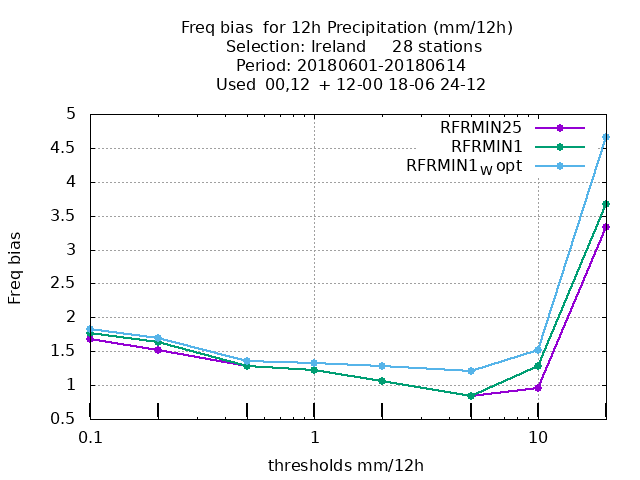 Freq bias  for 12h Precipitation (mm/12h)
Selection: Ireland     28 stations
Period: 20180601-20180614
Used  00,12  + 12-00 18-06 24-12
RFRMIN25
RFRMIN1
RFRMIN1W opt
Freq bias
5
4.5
4
3.5
3
2.5
2
1.5
1
0.5
0.1 1 10
thresholds mm/12h